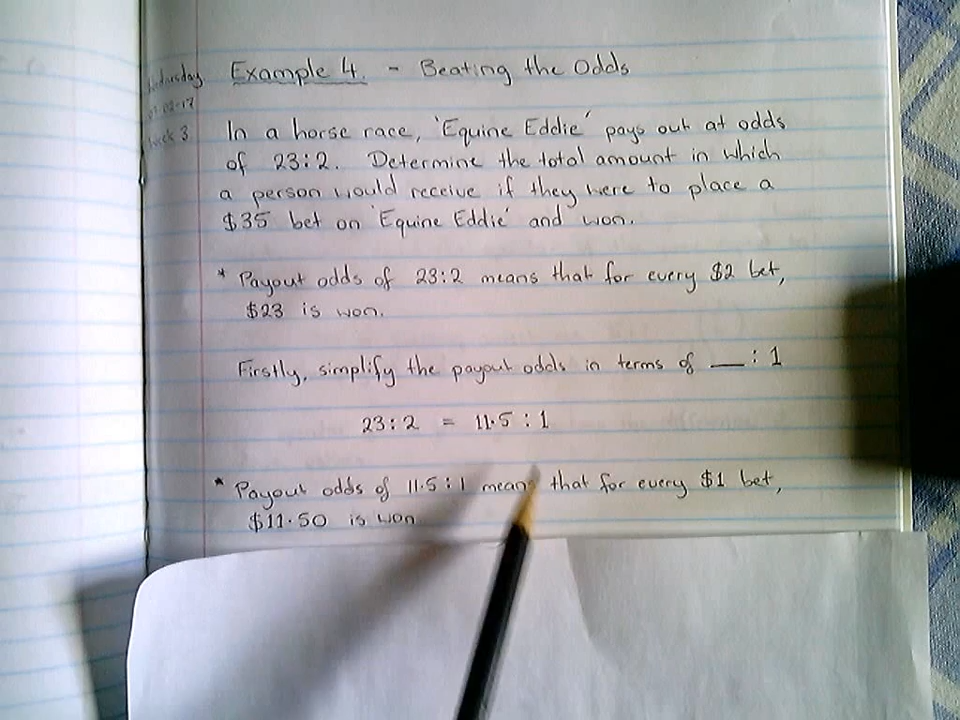 Example 4. - Beating the Odds
In a horse race, 'Equine Eddie' pays out at odds
of 23:2. Determine the total amount in which
a person would receive if they were to place a
$35 bet on 'Equine Eddie' and won.
* Payout odds of 23:2 means that for every $2 bet,
$23 is won.
Firstly, simplify the payout odds in terms of __ : 1
23:2 = 11.5 : 1
* Payout odds of 11.5:1 means that for every $1 bet,
$11.50 is won